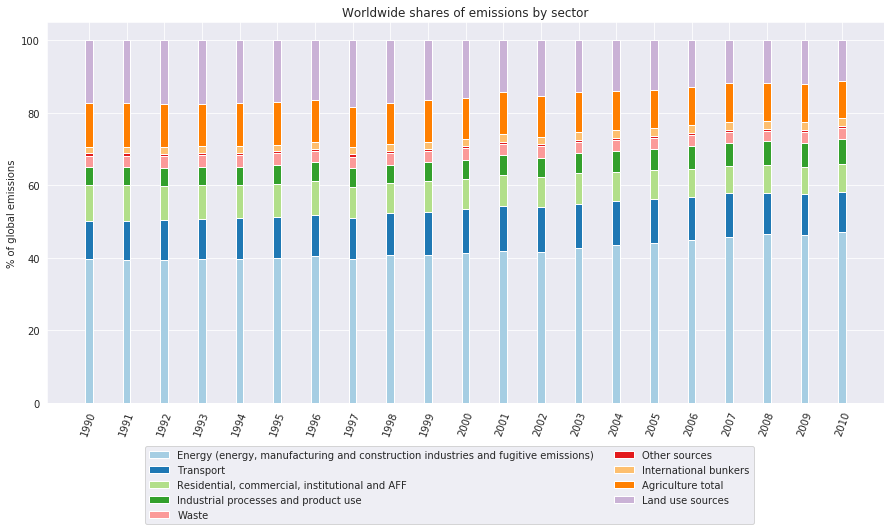 Worldwide shares of emissions by sector
% of global emissions
100
80
60
40
20
0
1990 1991 1992 1993 1994 1995 1996 1997 1998 1999 2000 2001 2002 2003 2004 2005 2006 2007 2008 2009 2010
Energy (energy, manufacturing and construction industries and fugitive emissions)
Transport
Residential, commercial, institutional and AFF
Industrial processes and product use
Waste
Other sources
International bunkers
Agriculture total
Land use sources